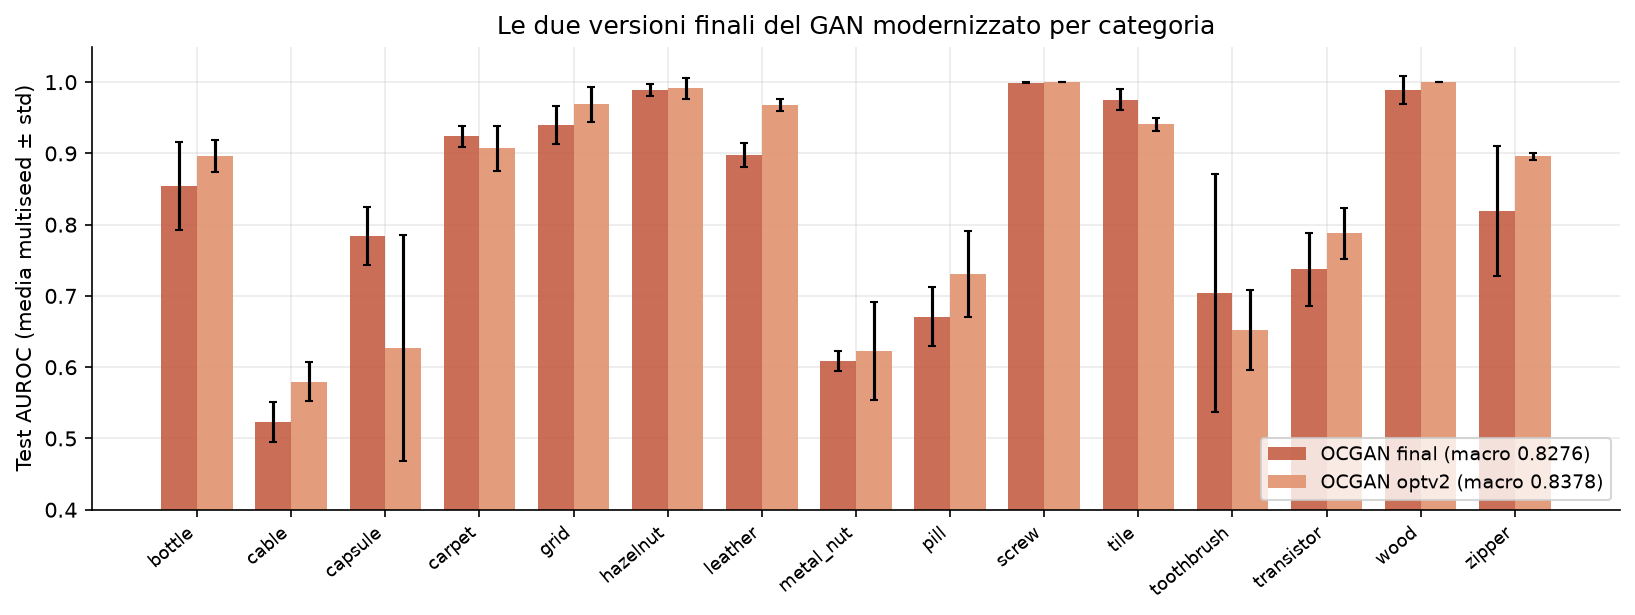 Le due versioni finali del GAN modernizzato per categoria
Test AUROC (media multiseed ± std)
1.0
0.9
0.8
0.7
0.6
0.5
0.4
OCGAN final (macro 0.8276)
OCGAN optv2 (macro 0.8378)
bottle
cable
capsule
carpet
grid
hazelnut
leather
metal_nut
pill
screw
tile
toothbrush
transistor
wood
zipper